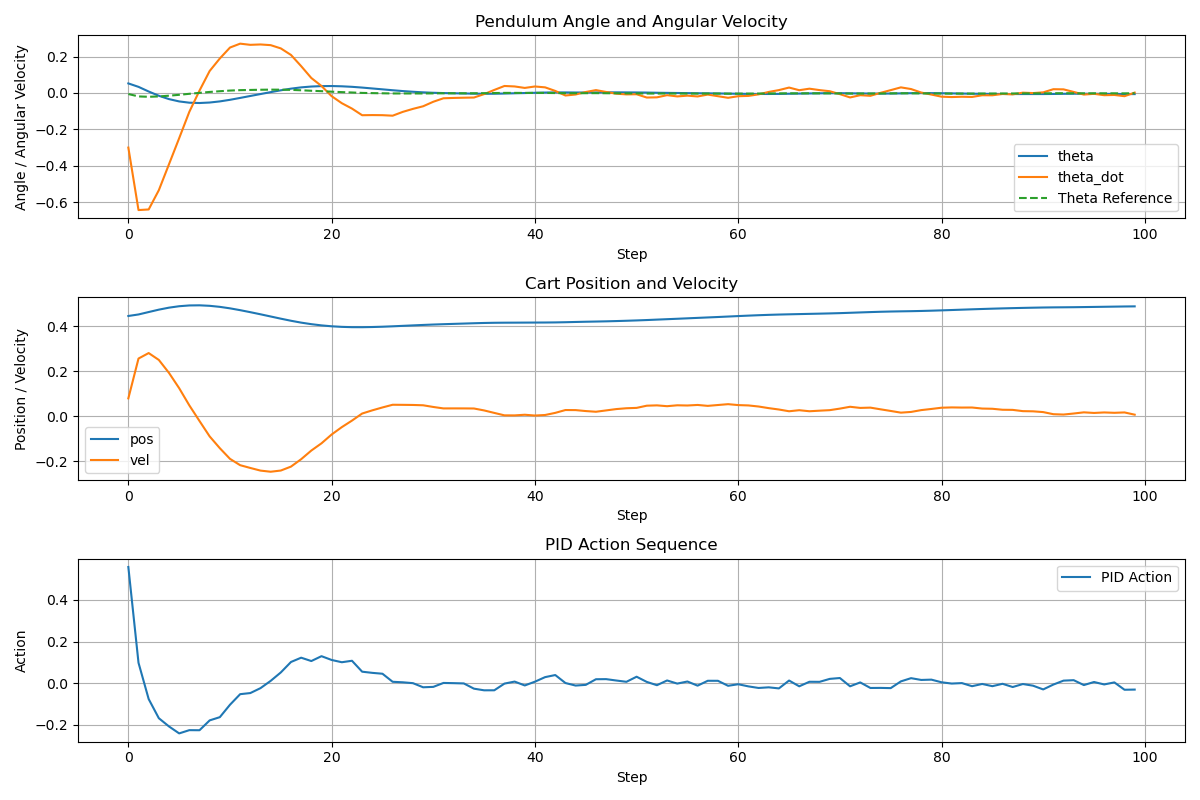 Pendulum Angle and Angular Velocity
Angle / Angular Velocity
0.2
0.0
−0.2
−0.4
−0.6
theta
theta_dot
Theta Reference
0 20 40 60 80 100
Step
Cart Position and Velocity
Position / Velocity
0.4
0.2
0.0
−0.2
pos
vel
0 20 40 60 80 100
Step
PID Action Sequence
Action
0.4
0.2
0.0
−0.2
PID Action
0 20 40 60 80 100
Step